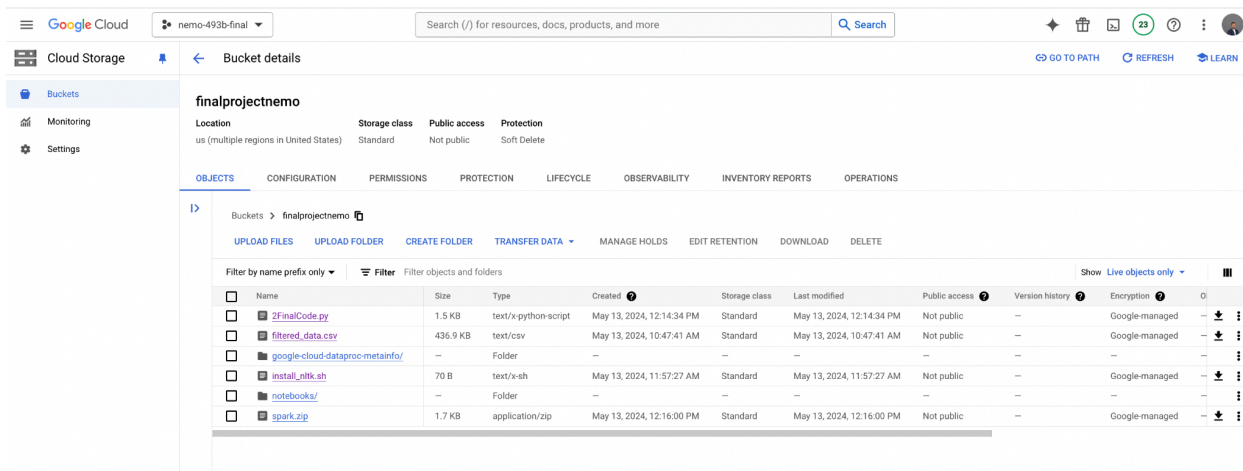 Google Cloud nemo-493b-final Search (/) for resources, docs, products, and more Search 23
Cloud Storage Bucket details GO TO PATH REFRESH LEARN
Buckets
Monitoring
Settings
finalprojectnemo
Location Storage class Public access Protection
us (multiple regions in United States) Standard Not public Soft Delete
OBJECTS CONFIGURATION PERMISSIONS PROTECTION LIFECYCLE OBSERVABILITY INVENTORY REPORTS OPERATIONS
Buckets > finalprojectnemo
UPLOAD FILES UPLOAD FOLDER CREATE FOLDER TRANSFER DATA MANAGE HOLDS EDIT RETENTION DOWNLOAD DELETE
Filter by name prefix only Filter Filter objects and folders Show Live objects only
Name Size Type Created Storage class Last modified Public access Version history Encryption
2FinalCode.py 1.5 KB text/x-python-script May 13, 2024, 12:14:34 PM Standard May 13, 2024, 12:14:34 PM Not public — Google-managed —
filtered_data.csv 436.9 KB text/csv May 13, 2024, 10:47:41 AM Standard May 13, 2024, 10:47:41 AM Not public — Google-managed —
google-cloud-dataproc-metainfo/ — Folder — — — — — — —
install_nltk.sh 70 B text/x-sh May 13, 2024, 11:57:27 AM Standard May 13, 2024, 11:57:27 AM Not public — Google-managed —
notebooks/ — Folder — — — — — — —
spark.zip 1.7 KB application/zip May 13, 2024, 12:16:00 PM Standard May 13, 2024, 12:16:00 PM Not public — Google-managed —